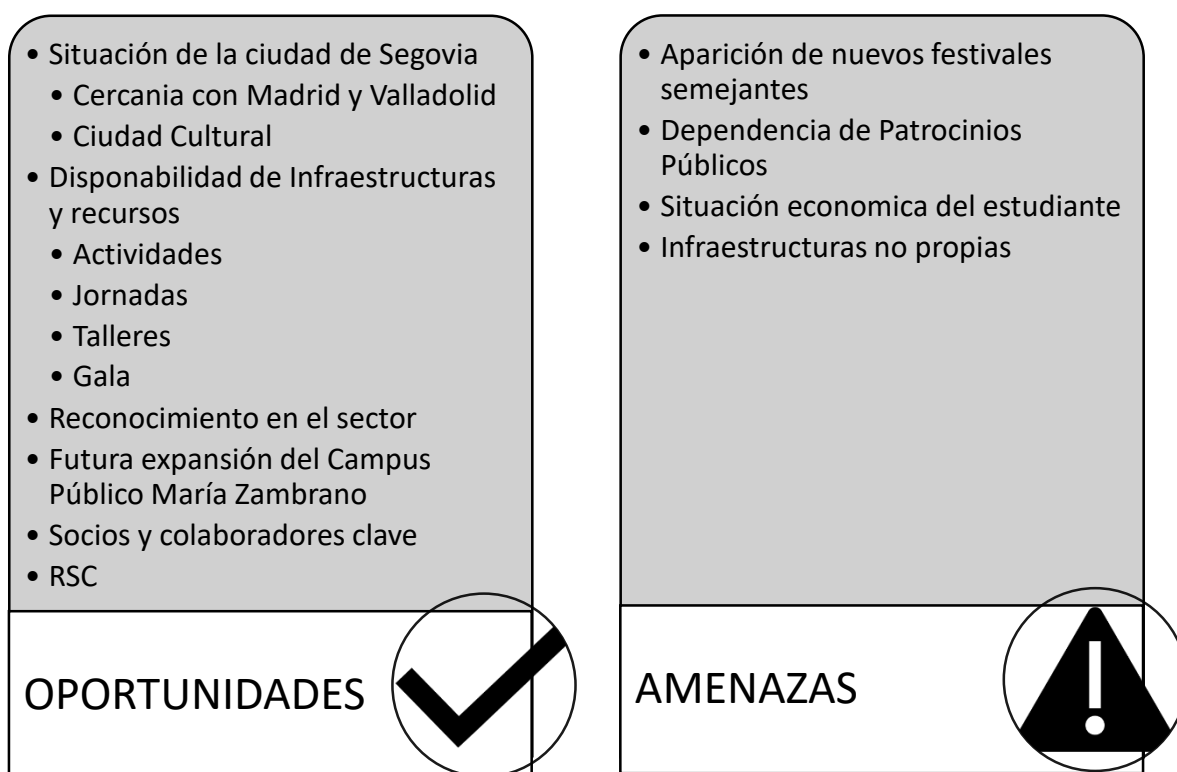 • Situación de la ciudad de Segovia
• Cercania con Madrid y Valladolid
• Ciudad Cultural
• Disponabilidad de Infraestructuras
y recursos
• Actividades
• Jornadas
• Talleres
• Gala
• Reconocimiento en el sector
• Futura expansión del Campus
Público María Zambrano
• Socios y colaboradores clave
• RSC
OPORTUNIDADES
• Aparición de nuevos festivales
semejantes
• Dependencia de Patrocinios
Públicos
• Situación economica del estudiante
• Infraestructuras no propias
AMENAZAS